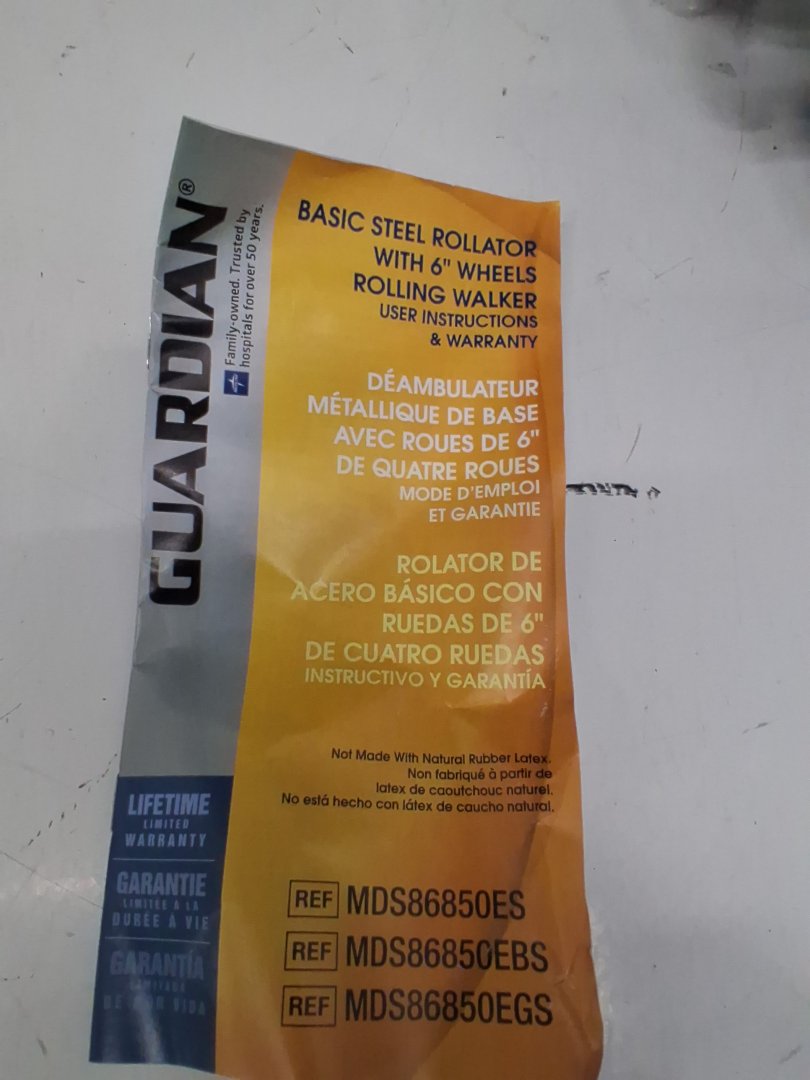 GUARDIAN®
Family-owned. Trusted by
hospitals for over 50 years.
BASIC STEEL ROLLATOR
WITH 6" WHEELS
ROLLING WALKER
USER INSTRUCTIONS
& WARRANTY
DÉAMBULATEUR
MÉTALLIQUE DE BASE
AVEC ROUES DE 6"
DE QUATRE ROUES
MODE D'EMPLOI
ET GARANTIE
ROLATOR DE
ACERO BÁSICO CON
RUEDAS DE 6"
DE CUATRO RUEDAS
INSTRUCTIVO Y GARANTÍA
Not Made With Natural Rubber Latex.
Non fabriqué à partir de
latex de caoutchouc naturel.
No está hecho con látex de caucho natural.
LIFETIME
LIMITED
WARRANTY
GARANTIE
LIMITÉE À LA
DURÉE À VIE
GARANTÍA
DE POR VIDA
REF MDS86850ES
REF MDS86850EBS
REF MDS86850EGS